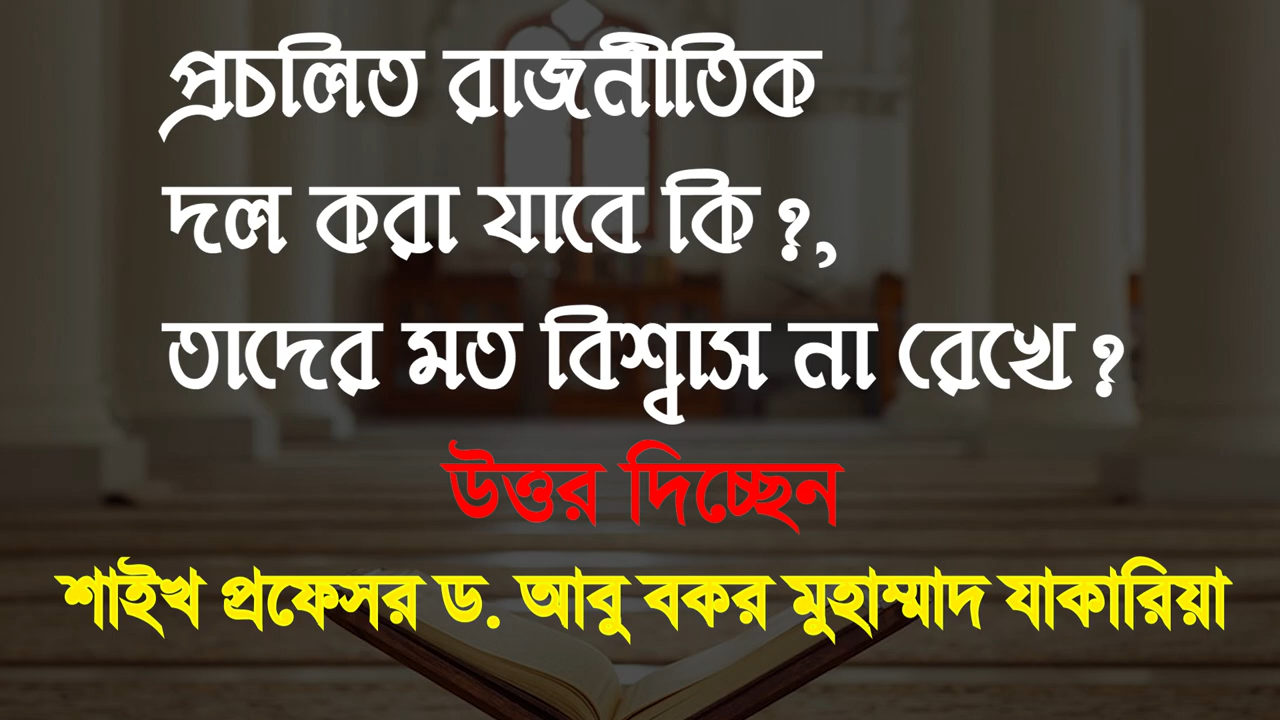 প্রচলিত রাজনীতিক
দল করা যাবে কি ?,
তাদের মত বিশ্বাস না রেখে ?
উত্তর দিচ্ছেন
শাইখ প্রফেসর ড. আবু বকর মুহাম্মাদ যাকারিয়া